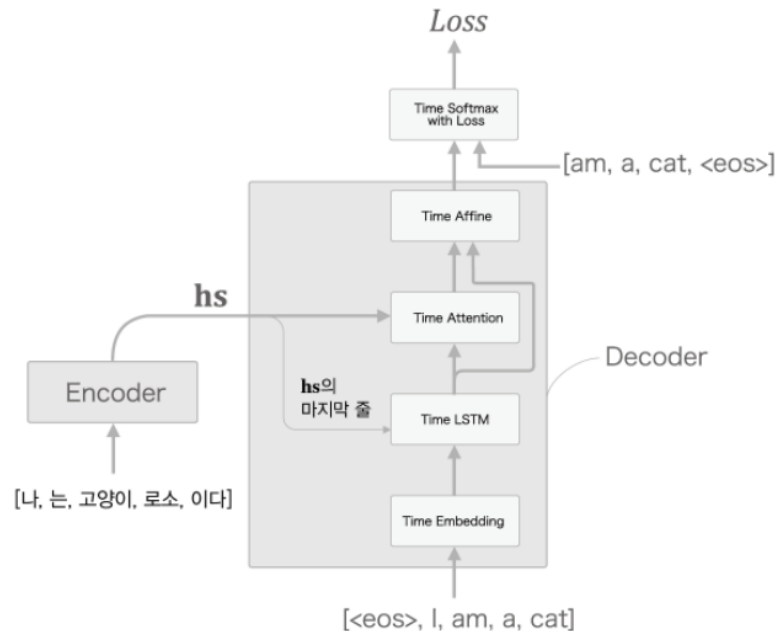 Loss
Time Softmax
with Loss
[am, a, cat, <eos>]
Time Affine
hs
Time Attention
Decoder
Encoder
hs의
마지막 줄
Time LSTM
[나, 는, 고양이, 로소, 이다]
Time Embedding
[<eos>, I, am, a, cat]